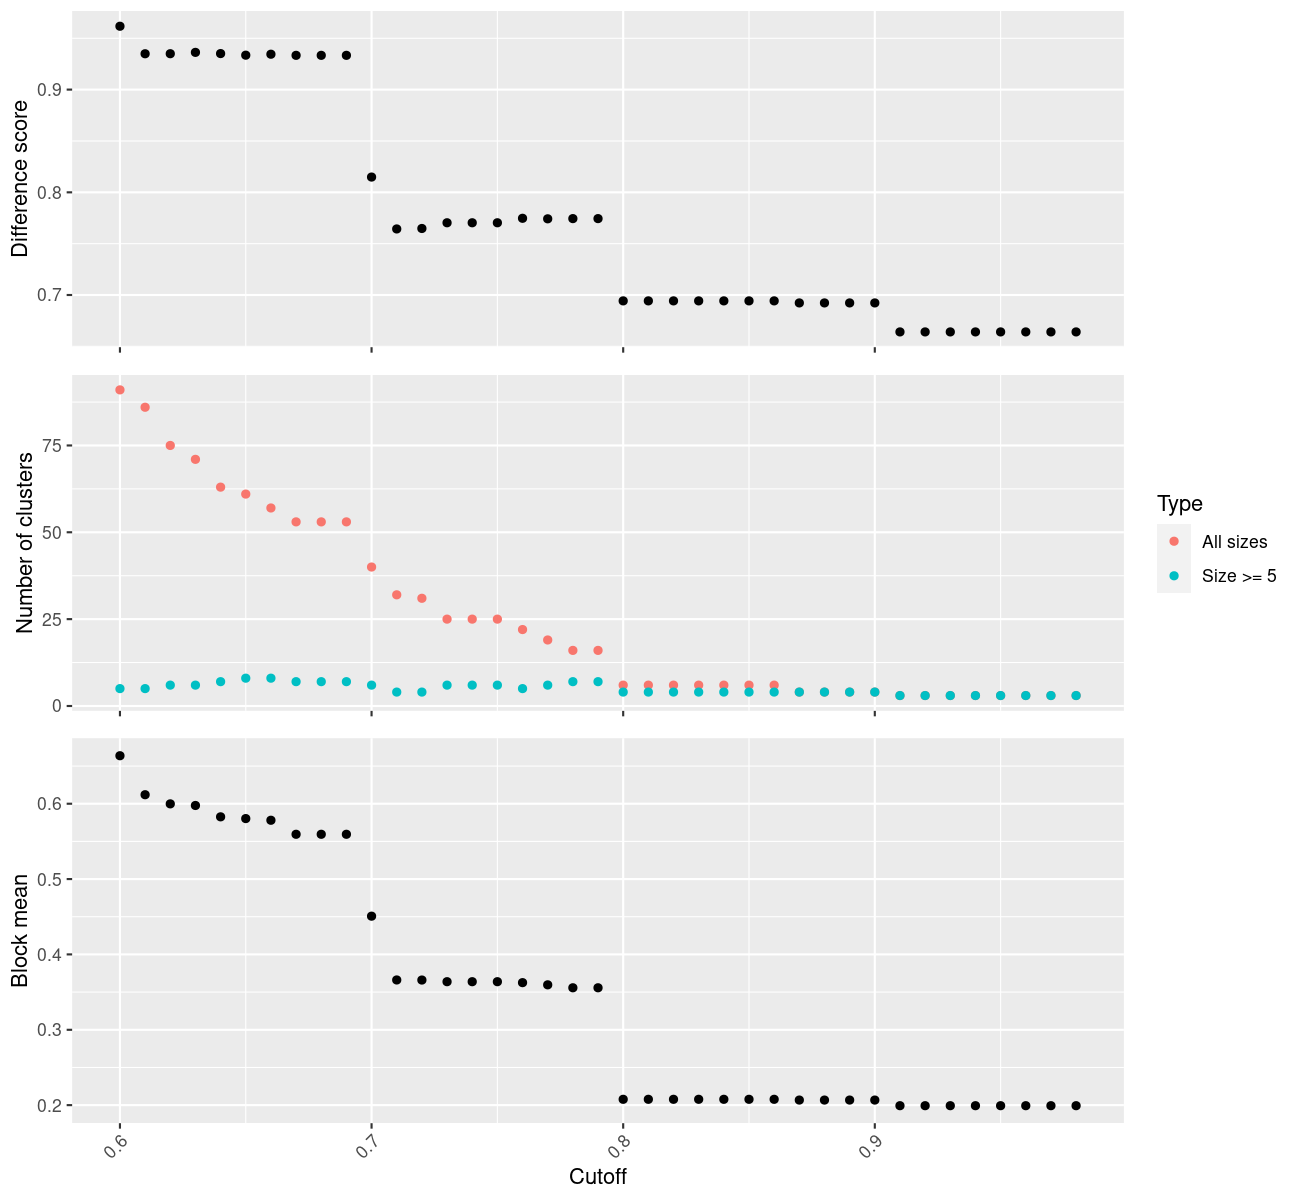 Difference score
0.9
0.8
0.7
Number of clusters
75
50
25
0
Type
All sizes
Size >= 5
Block mean
0.6
0.5
0.4
0.3
0.2
0.6
0.7
0.8
0.9
Cutoff